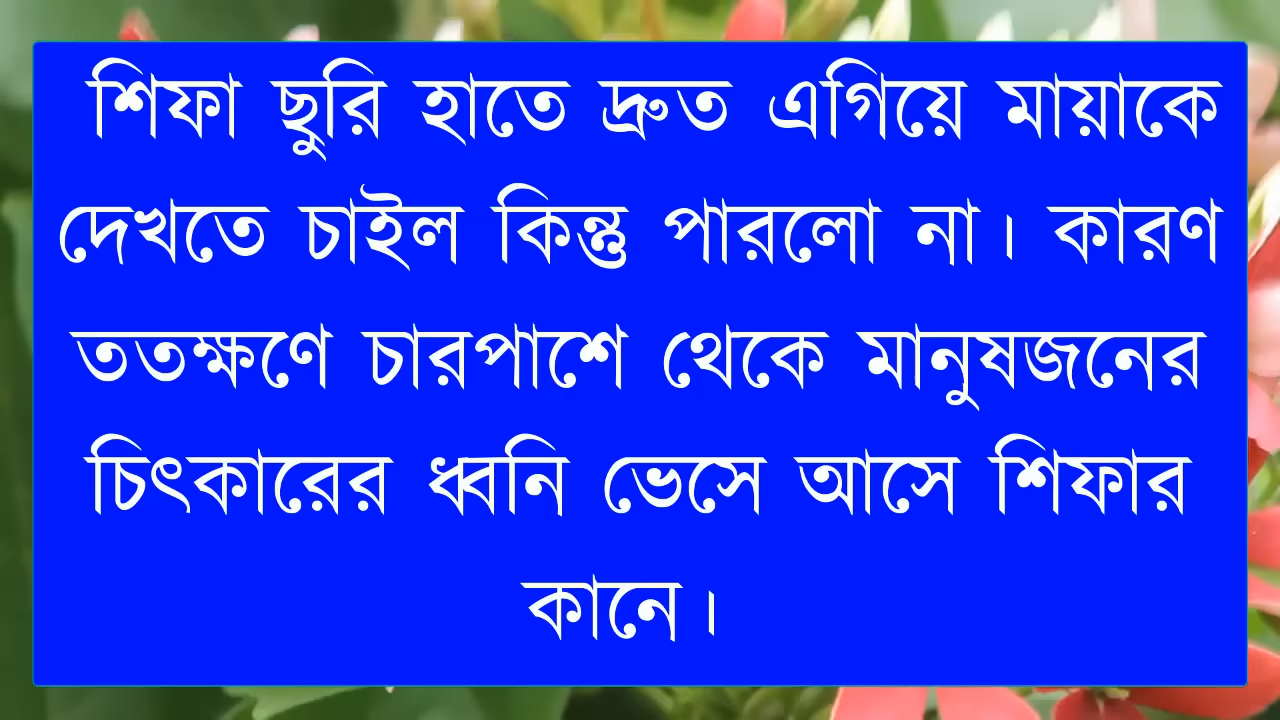 শিফা ছুরি হাতে দ্রুত এগিয়ে মায়াকে
দেখতে চাইল কিন্তু পারলো না। কারণ
ততক্ষণে চারপাশে থেকে মানুষজনের
চিৎকারের ধ্বনি ভেসে আসে শিফার
কানে।